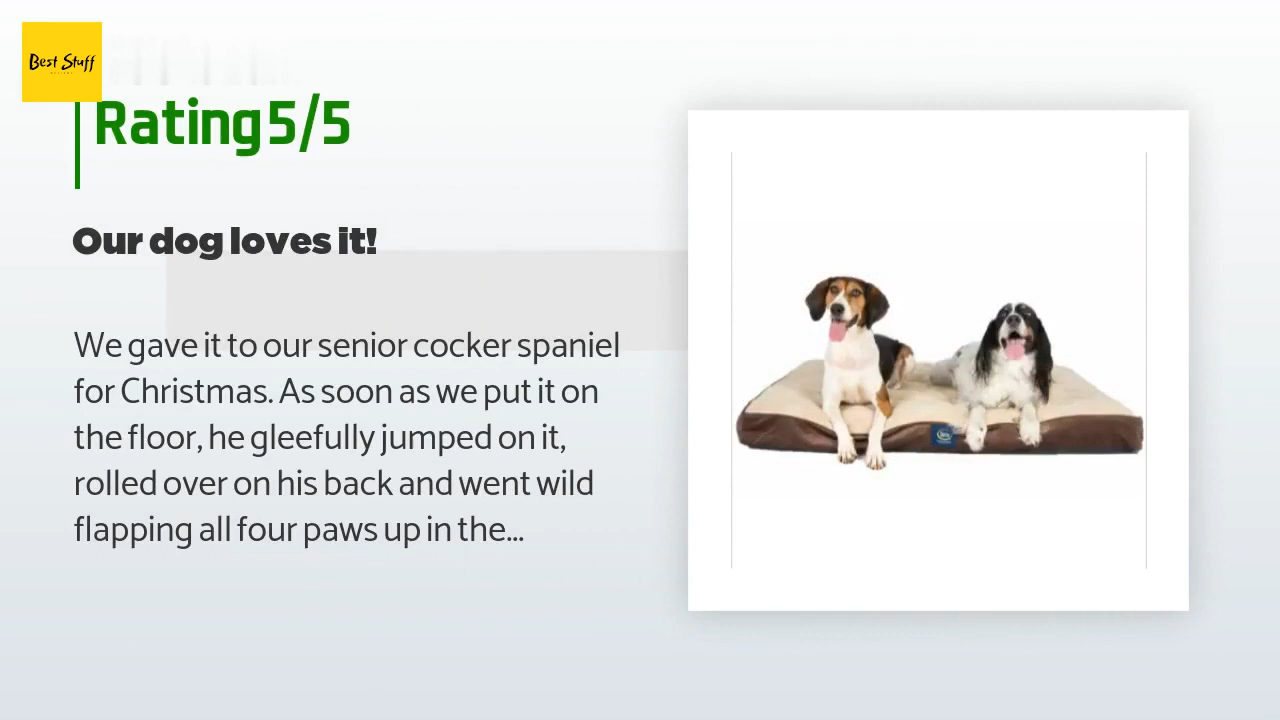 Best Stuff
Rating 5/5
Our dog loves it!
We gave it to our senior cocker spaniel
for Christmas. As soon as we put it on
the floor, he gleefully jumped on it,
rolled over on his back and went wild
flapping all four paws up in the...